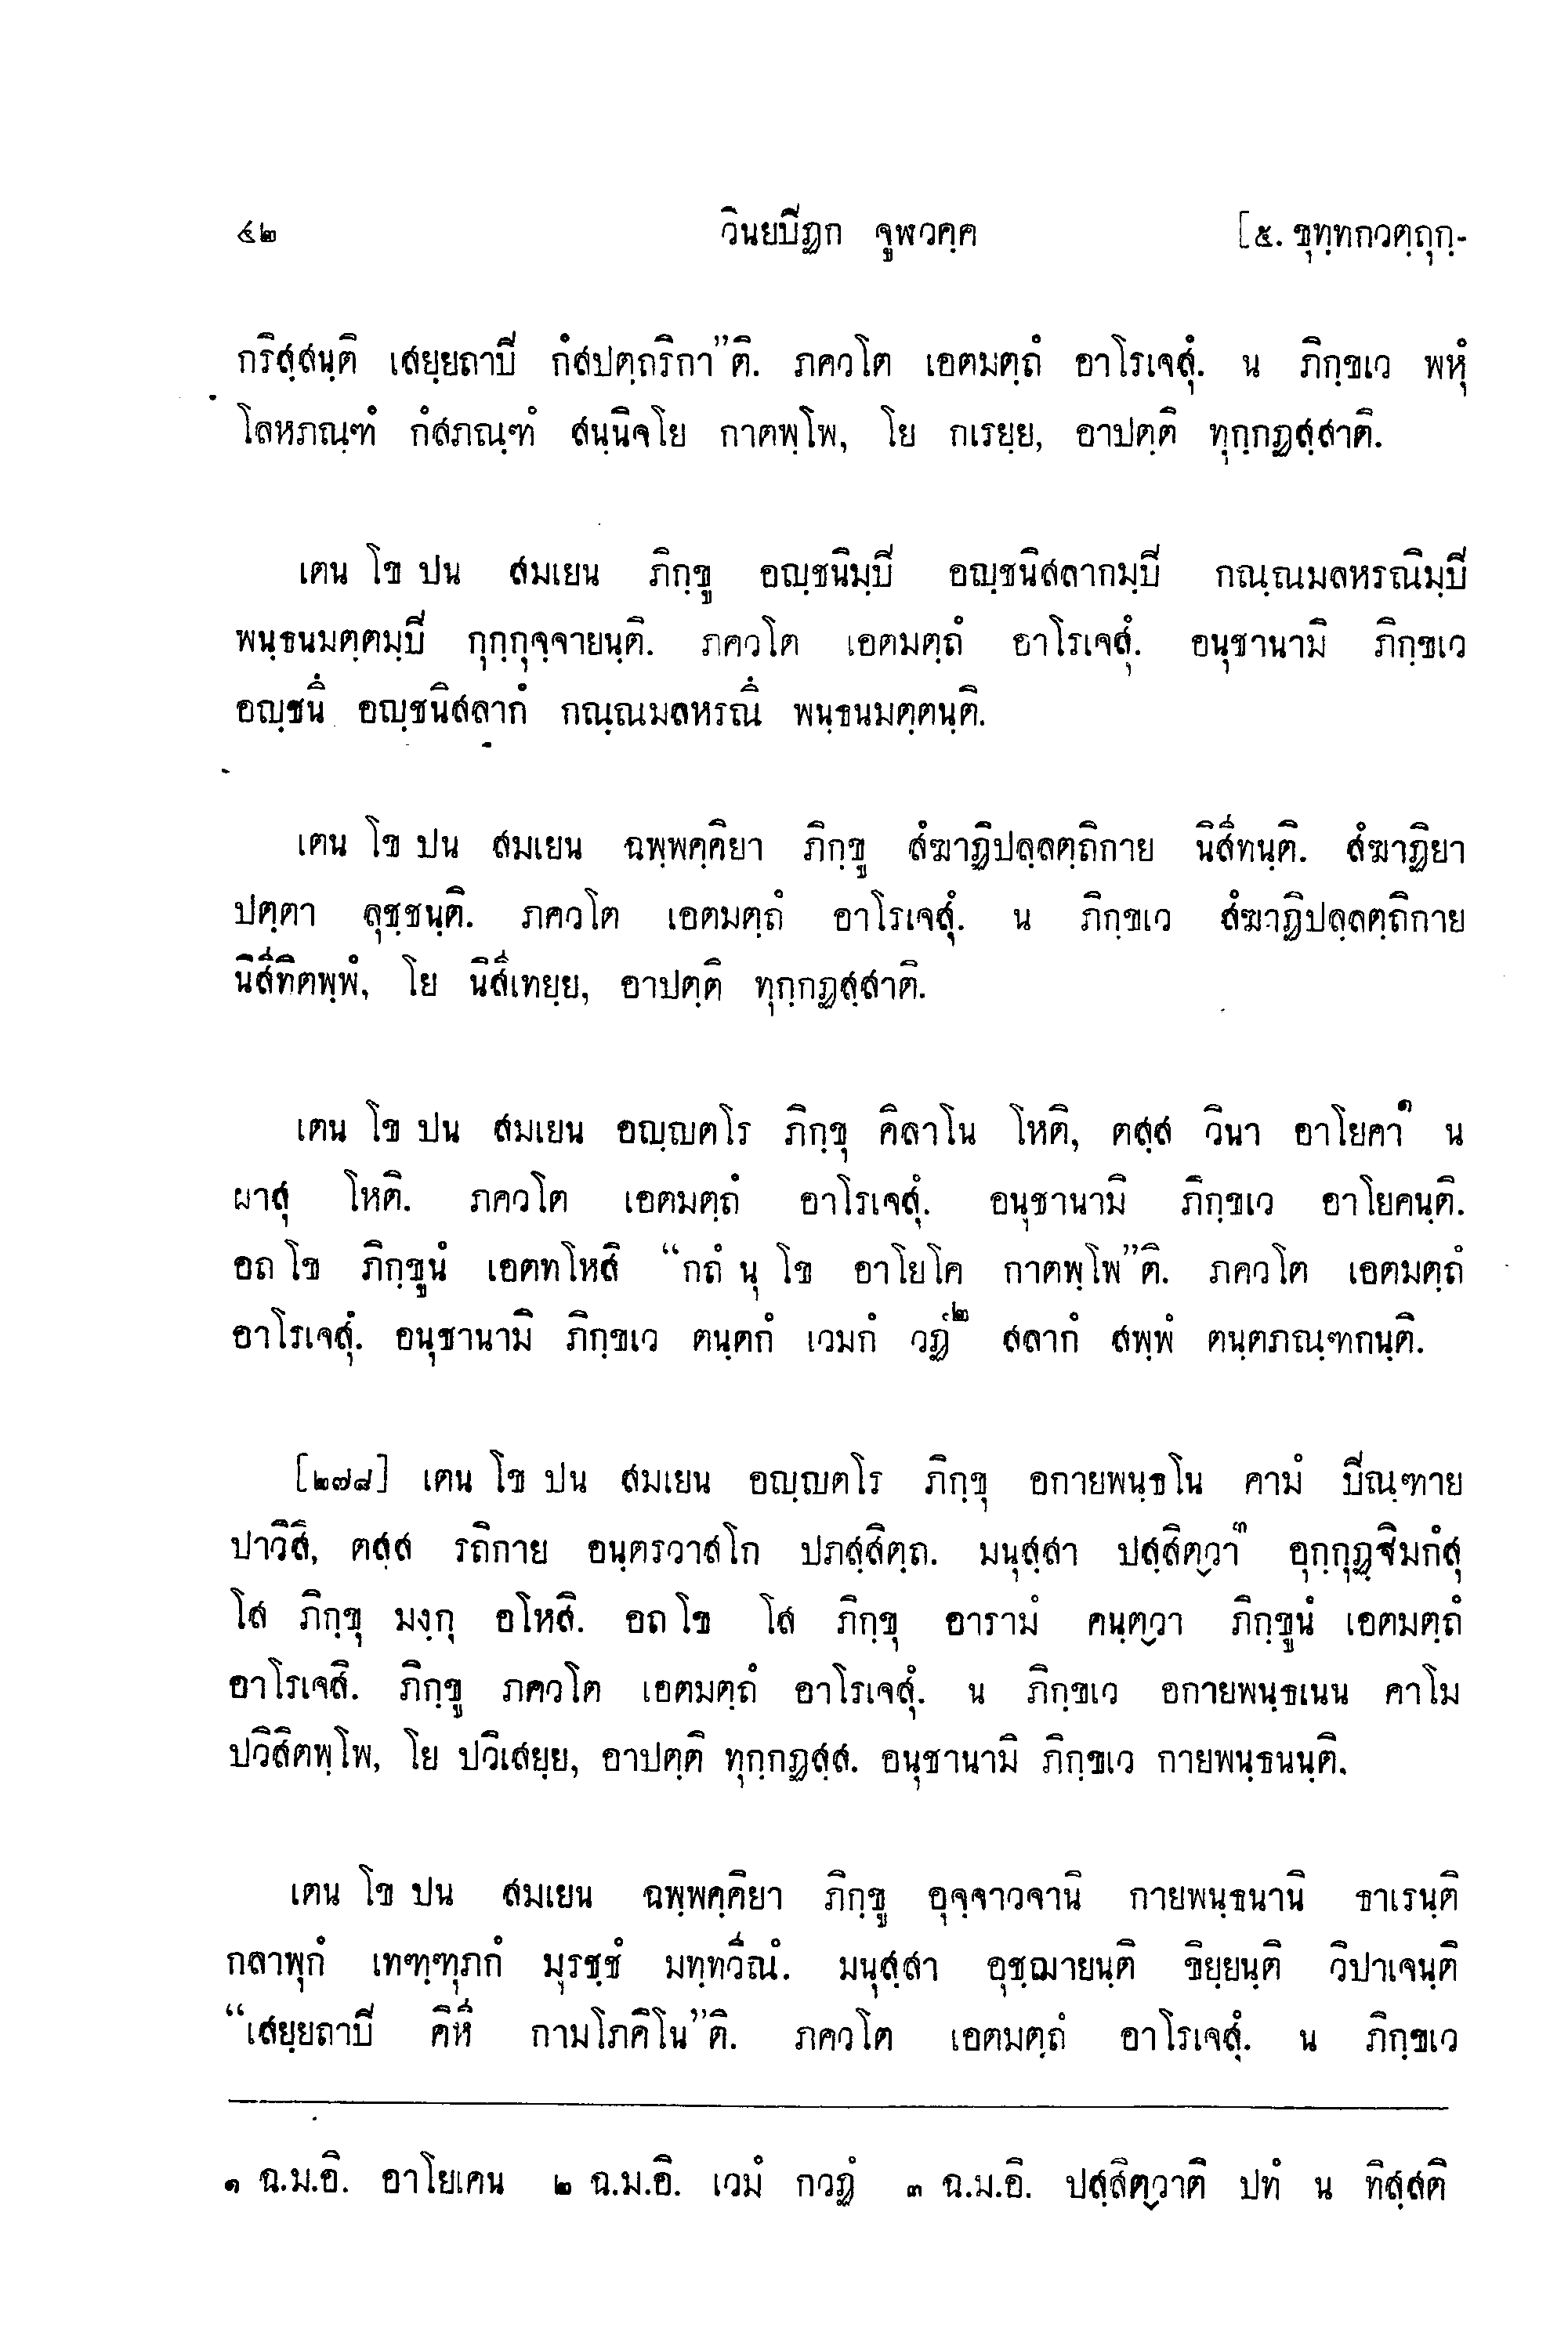 ๔๒ วินยปิฏก จูฬวคฺค [๕. ขุทฺทกวตฺถุกฺ-
กริสฺสนฺติ เสยฺยถาปิ กํสปตฺถริกา”ติ. ภควโต เอตมตฺถํ อาโรเจสุํ. น ภิกฺขเว พหุํ
โลหภณฺฑํ กํสภณฺฑํ สนฺนิจโย กาตพฺโพ, โย กเรยฺย, อาปตฺติ ทุกฺกฏสฺสาติ.
เตน โข ปน สมเยน ภิกฺขู อญฺชนิมฺปิ อญฺชนิสลากมฺปิ กณฺณมลหรณิมฺปิ
พนฺธนมตฺตมฺปิ กุกฺกุจฺจายนฺติ. ภควโต เอตมตฺถํ อาโรเจสุํ. อนุชานามิ ภิกฺขเว
อญฺชนึ อญฺชนิสลากํ กณฺณมลหรณึ พนฺธนมตฺตนฺติ.
เตน โข ปน สมเยน ฉพฺพคฺคิยา ภิกฺขู สํฆาฏิปลฺลตฺถิกาย นิสีทนฺติ. สํฆาฏิยา
ปตฺตา ลุชฺชนฺติ. ภควโต เอตมตฺถํ อาโรเจสุํ. น ภิกฺขเว สํฆาฏิปลฺลตฺถิกาย
นิสีทิตพฺพํ, โย นิสีเทยฺย, อาปตฺติ ทุกฺกฏสฺสาติ.
เตน โข ปน สมเยน อญฺญตโร ภิกฺขุ คิลาโน โหติ, ตสฺส วินา อาโยคา๑ น
ผาสุ โหติ. ภควโต เอตมตฺถํ อาโรเจสุํ. อนุชานามิ ภิกฺขเว อาโยคนฺติ.
อถ โข ภิกฺขูนํ เอตทโหสิ “กถํ นุ โข อาโยโค กาตพฺโพ”ติ. ภควโต เอตมตฺถํ
อาโรเจสุํ. อนุชานามิ ภิกฺขเว ตนฺตกํ เวมกํ วฏํ๒ สลากํ สพฺพํ ตนฺตภณฺฑกนฺติ.
[๒๗๘] เตน โข ปน สมเยน อญฺญตโร ภิกฺขุ อกายพนฺธโน คามํ ปิณฺฑาย
ปาวิสิ, ตสฺส รถิกาย อนฺตรวาสโก ปภสฺสิตฺถ. มนุสฺสา ปสฺสิตฺวา๓ อุกฺกุฏฺฐิมกํสุ
โส ภิกฺขุ มงฺกุ อโหสิ. อถ โข โส ภิกฺขุ อารามํ คนฺตฺวา ภิกฺขูนํ เอตมตฺถํ
อาโรเจสิ. ภิกฺขู ภควโต เอตมตฺถํ อาโรเจสุํ. น ภิกฺขเว อกายพนฺธเนน คาโม
ปวิสิตพฺโพ, โย ปวิเสยฺย, อาปตฺติ ทุกฺกฏสฺส. อนุชานามิ ภิกฺขเว กายพนฺธนนฺติ.
เตน โข ปน สมเยน ฉพฺพคฺคิยา ภิกฺขู อุจฺจาวจานิ กายพนฺธนานิ ธาเรนฺติ
กลาพุกํ เทฑฺฑุภกํ มุรชฺชํ มทฺทวีณํ. มนุสฺสา อุชฺฌายนฺติ ขิยฺยนฺติ วิปาเจนฺติ
“เสยฺยถาปิ คิหี กามโภคิโน”ติ. ภควโต เอตมตฺถํ อาโรเจสุํ. น ภิกฺขเว
๑ ฉ.ม.อิ. อาโยเคน ๒ ฉ.ม.อิ. เวมํ กวฏํ ๓ ฉ.ม.อิ. ปสฺสิตฺวาติ ปทํ น ทิสฺสติ